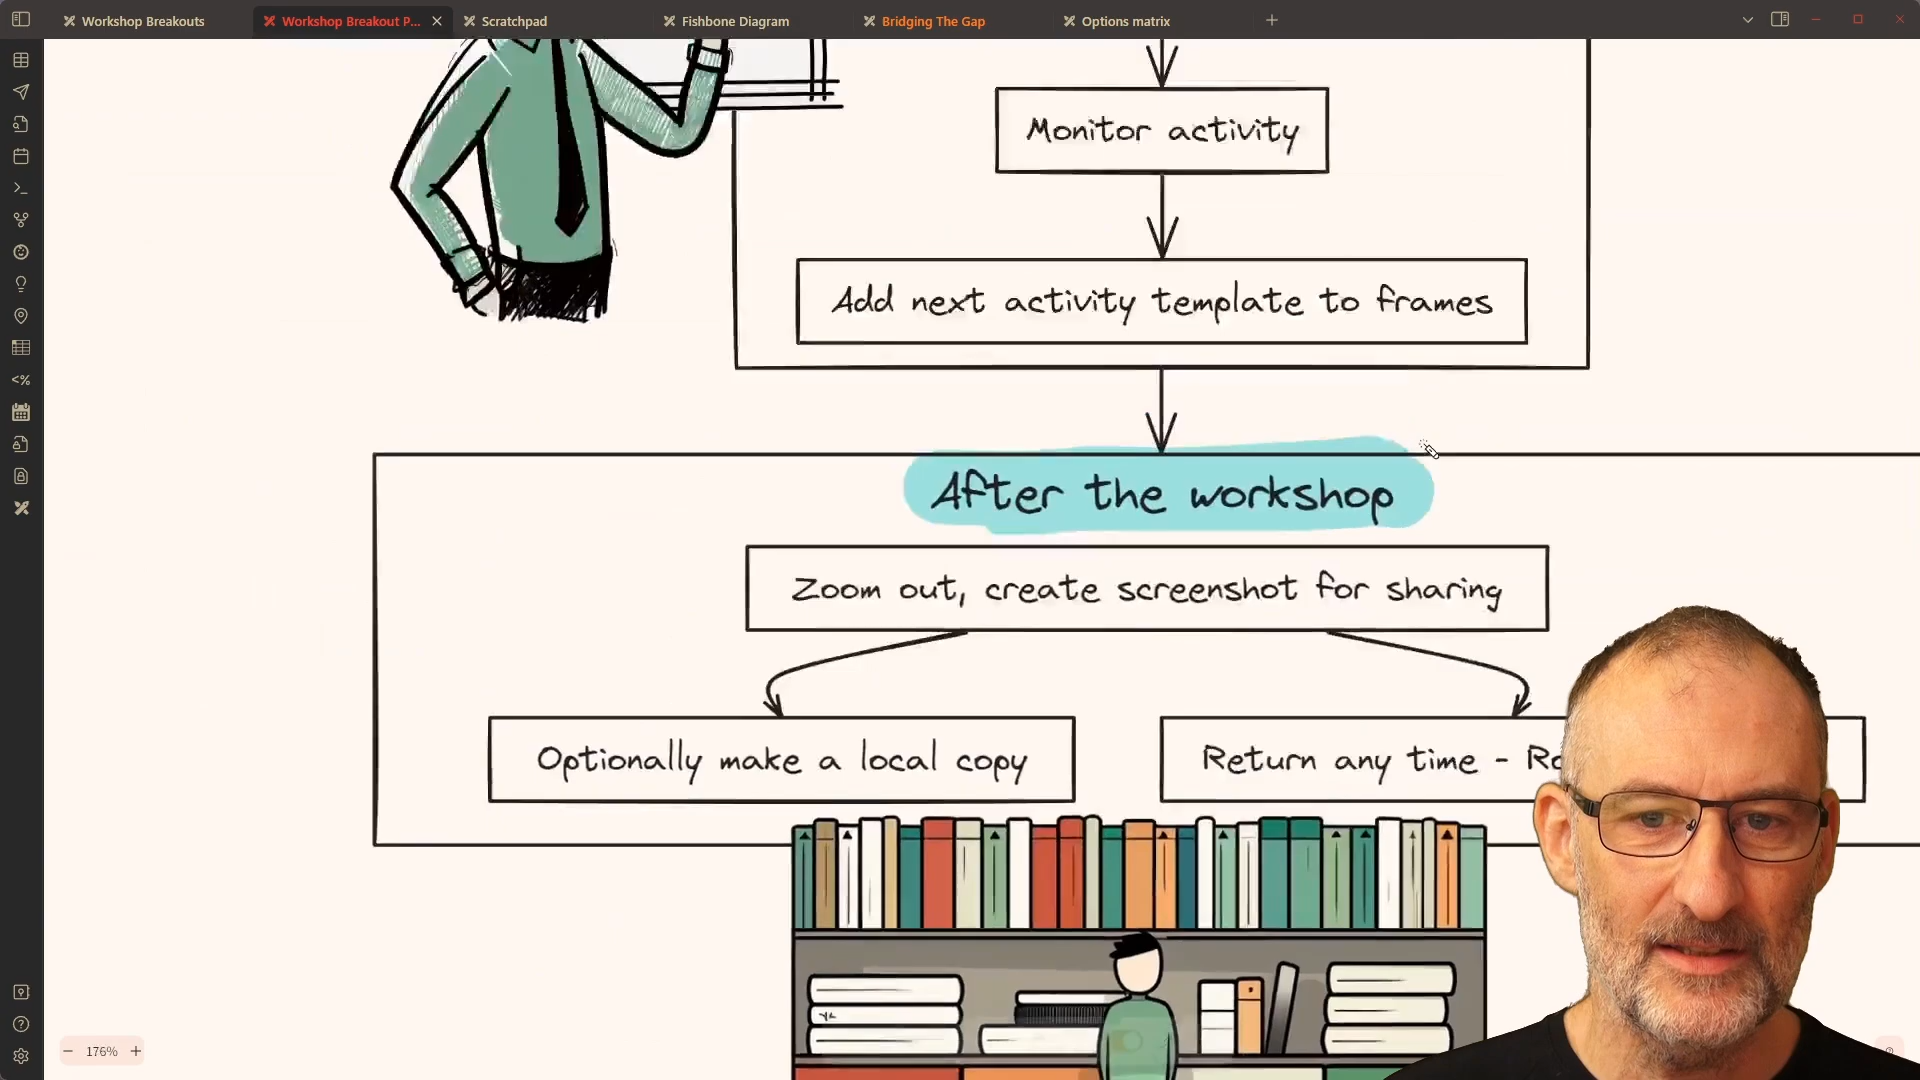 Workshop Breakouts
Workshop Breakout P...
Scratchpad
Fishbone Diagram
Bridging The Gap
Options matrix
Monitor activity
Add next activity template to frames
After the workshop
Zoom out, create screenshot for sharing
Optionally make a local copy
Return any time -
176%